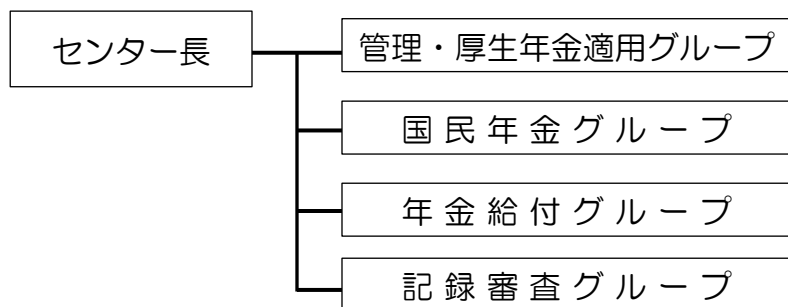 センター長
管理・厚生年金適用グループ
国民年金グループ
年金給付グループ
記録審査グループ